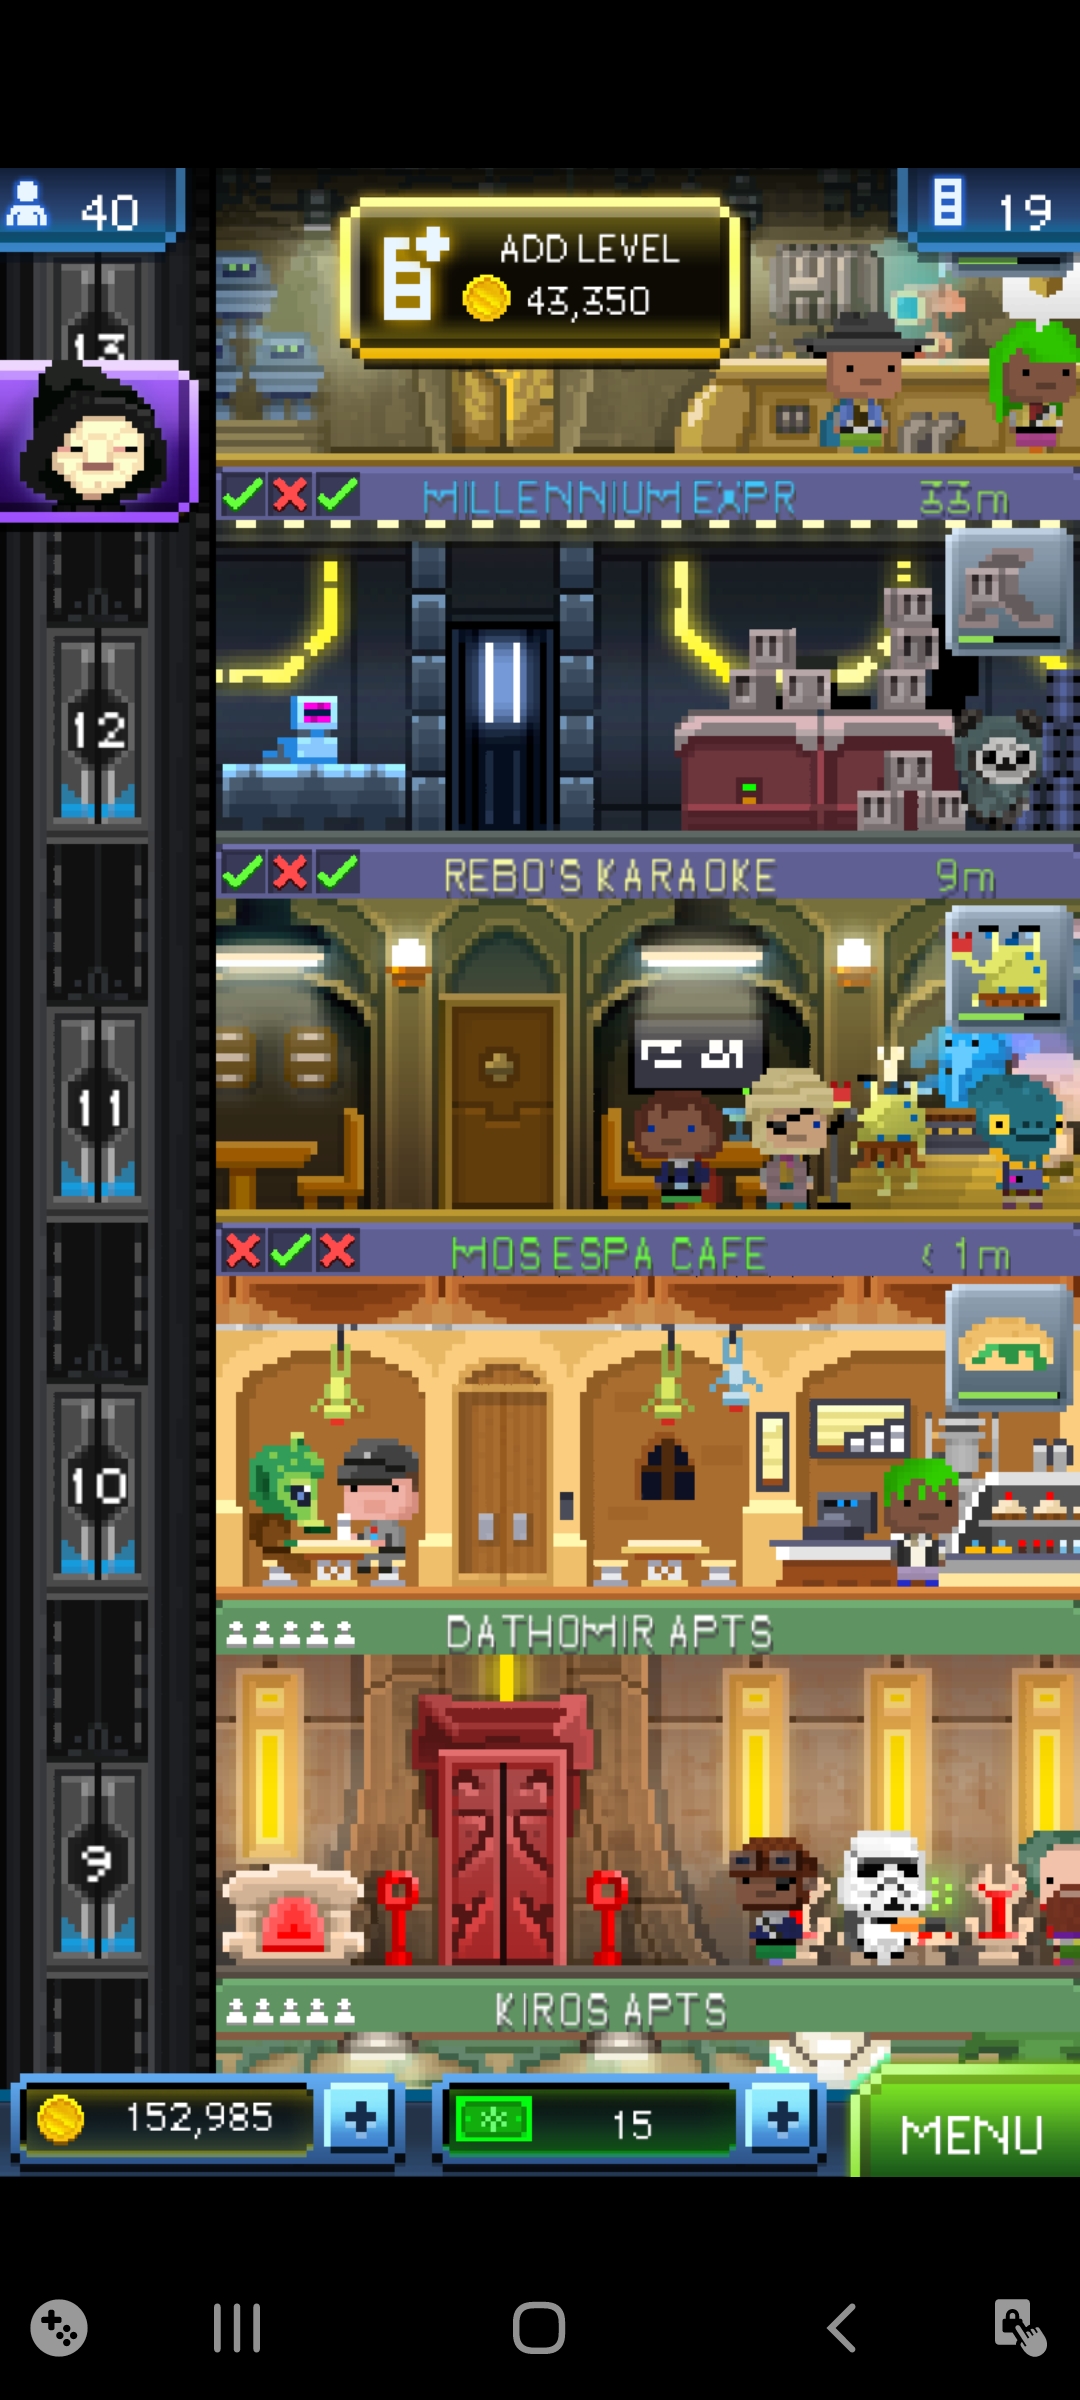 40
ADD LEVEL
43,350
19
13
MILLENNIUM EXPR 33m
12
REBO'S KARAOKE 9m
11
MOS ESPA CAFE < 1m
10
DATHOMIR APTS
9
KIROS APTS
152,985
15
MENU